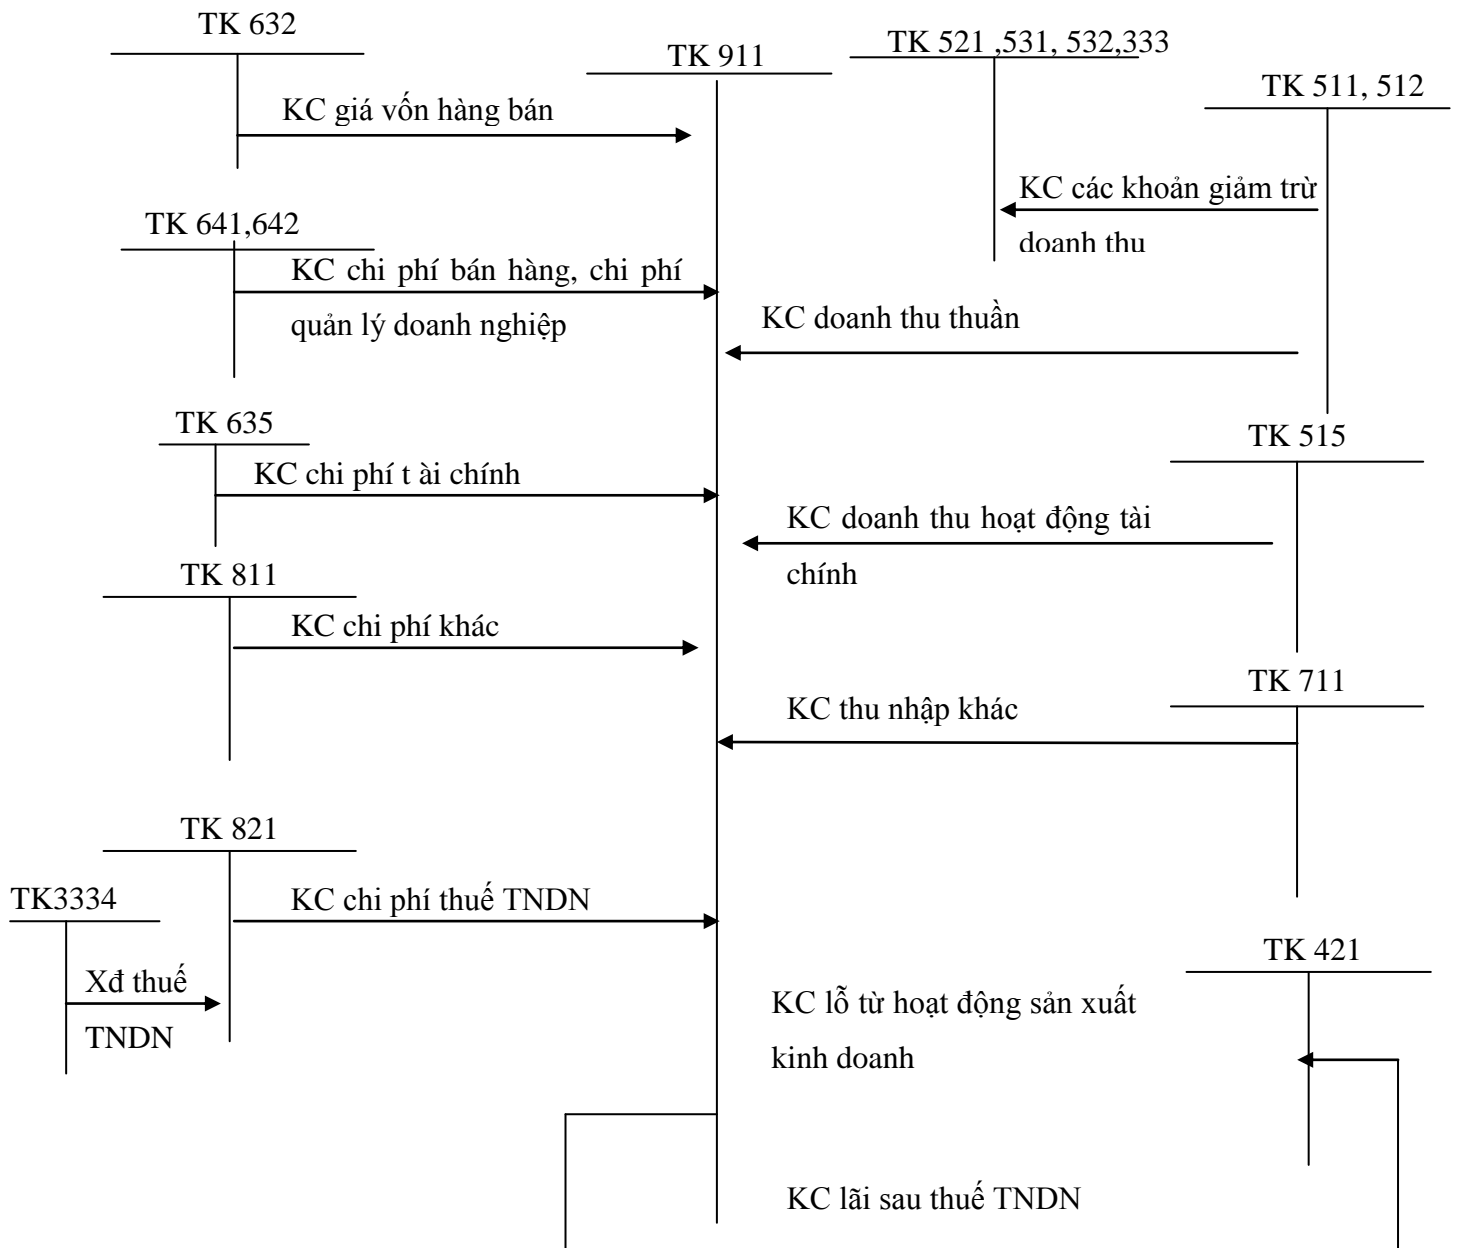 TK 632
TK 911
TK 521 ,531, 532,333
TK 511, 512
KC giá vốn hàng bán
KC các khoản giảm trừ
doanh thu
TK 641,642
KC chi phí bán hàng, chi phí
quản lý doanh nghiệp
KC doanh thu thuần
TK 635
TK 515
KC chi phí t ài chính
KC doanh thu hoạt động tài
chính
TK 811
KC chi phí khác
TK 711
KC thu nhập khác
TK 821
TK3334
KC chi phí thuế TNDN
TK 421
Xđ thuế
TNDN
KC lỗ từ hoạt động sản xuất
kinh doanh
KC lãi sau thuế TNDN